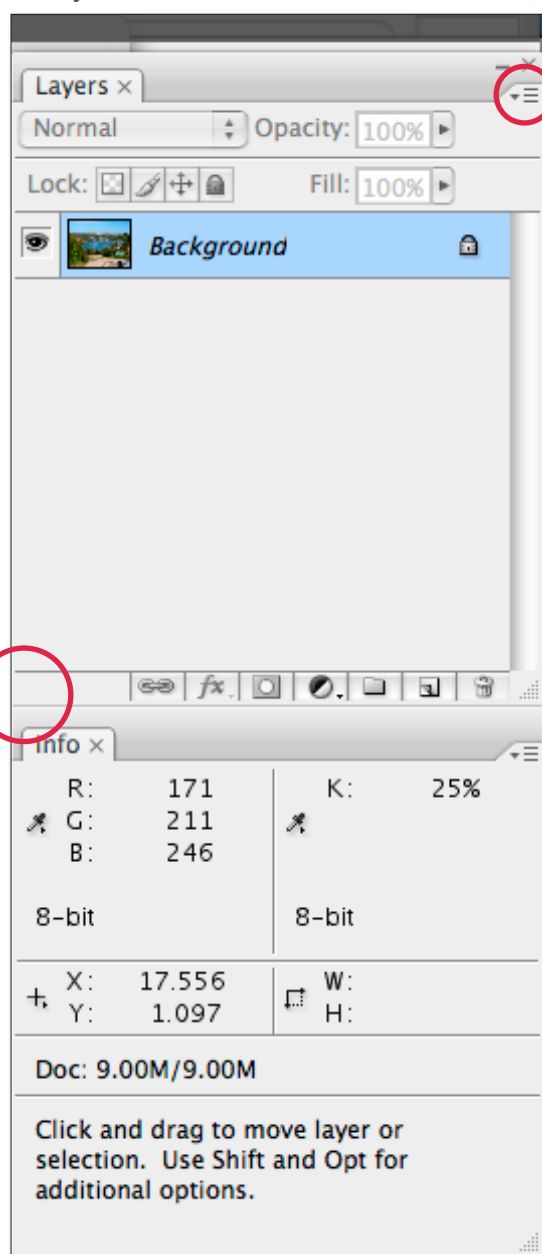 Layers ×
Normal Opacity: 100%
Lock: Fill: 100%
Background
fx
Info ×
R: 171 K: 25%
G: 211
B: 246
8-bit 8-bit
X: 17.556 W:
Y: 1.097 H:
Doc: 9.00M/9.00M
Click and drag to move layer or
selection. Use Shift and Opt for
additional options.